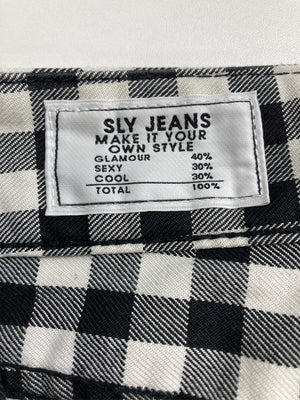 SLY JEANS
MAKE IT YOUR
OWN STYLE
GLAMOUR 40%
SEXY 30%
COOL 30%
TOTAL 100%